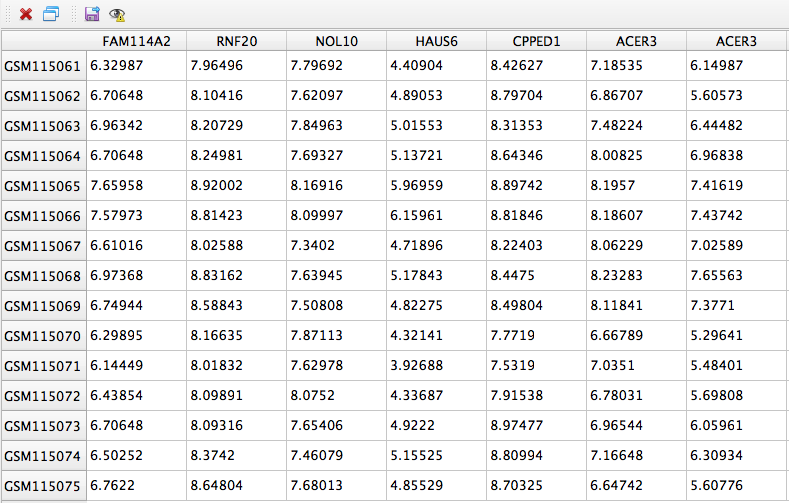 FAM114A2 RNF20 NOL10 HAUS6 CPPED1 ACER3 ACER3
GSM115061 6.32987 7.96496 7.79692 4.40904 8.42627 7.18535 6.14987
GSM115062 6.70648 8.10416 7.62097 4.89053 8.79704 6.86707 5.60573
GSM115063 6.96342 8.20729 7.84963 5.01553 8.31353 7.48224 6.44482
GSM115064 6.70648 8.24981 7.69327 5.13721 8.64346 8.00825 6.96838
GSM115065 7.65958 8.92002 8.16916 5.96959 8.89742 8.1957 7.41619
GSM115066 7.57973 8.81423 8.09997 6.15961 8.81846 8.18607 7.43742
GSM115067 6.61016 8.02588 7.3402 4.71896 8.22403 8.06229 7.02589
GSM115068 6.97368 8.83162 7.63945 5.17843 8.4475 8.23283 7.65563
GSM115069 6.74944 8.58843 7.50808 4.82275 8.49804 8.11841 7.3771
GSM115070 6.29895 8.16635 7.87113 4.32141 7.7719 6.66789 5.29641
GSM115071 6.14449 8.01832 7.62978 3.92688 7.5319 7.0351 5.48401
GSM115072 6.43854 8.09891 8.0752 4.33687 7.91538 6.78031 5.69808
GSM115073 6.70648 8.09316 7.65406 4.9222 8.97477 6.96544 6.05961
GSM115074 6.50252 8.3742 7.46079 5.15525 8.80994 7.16648 6.30934
GSM115075 6.7622 8.64804 7.68013 4.85529 8.70325 6.64742 5.60776